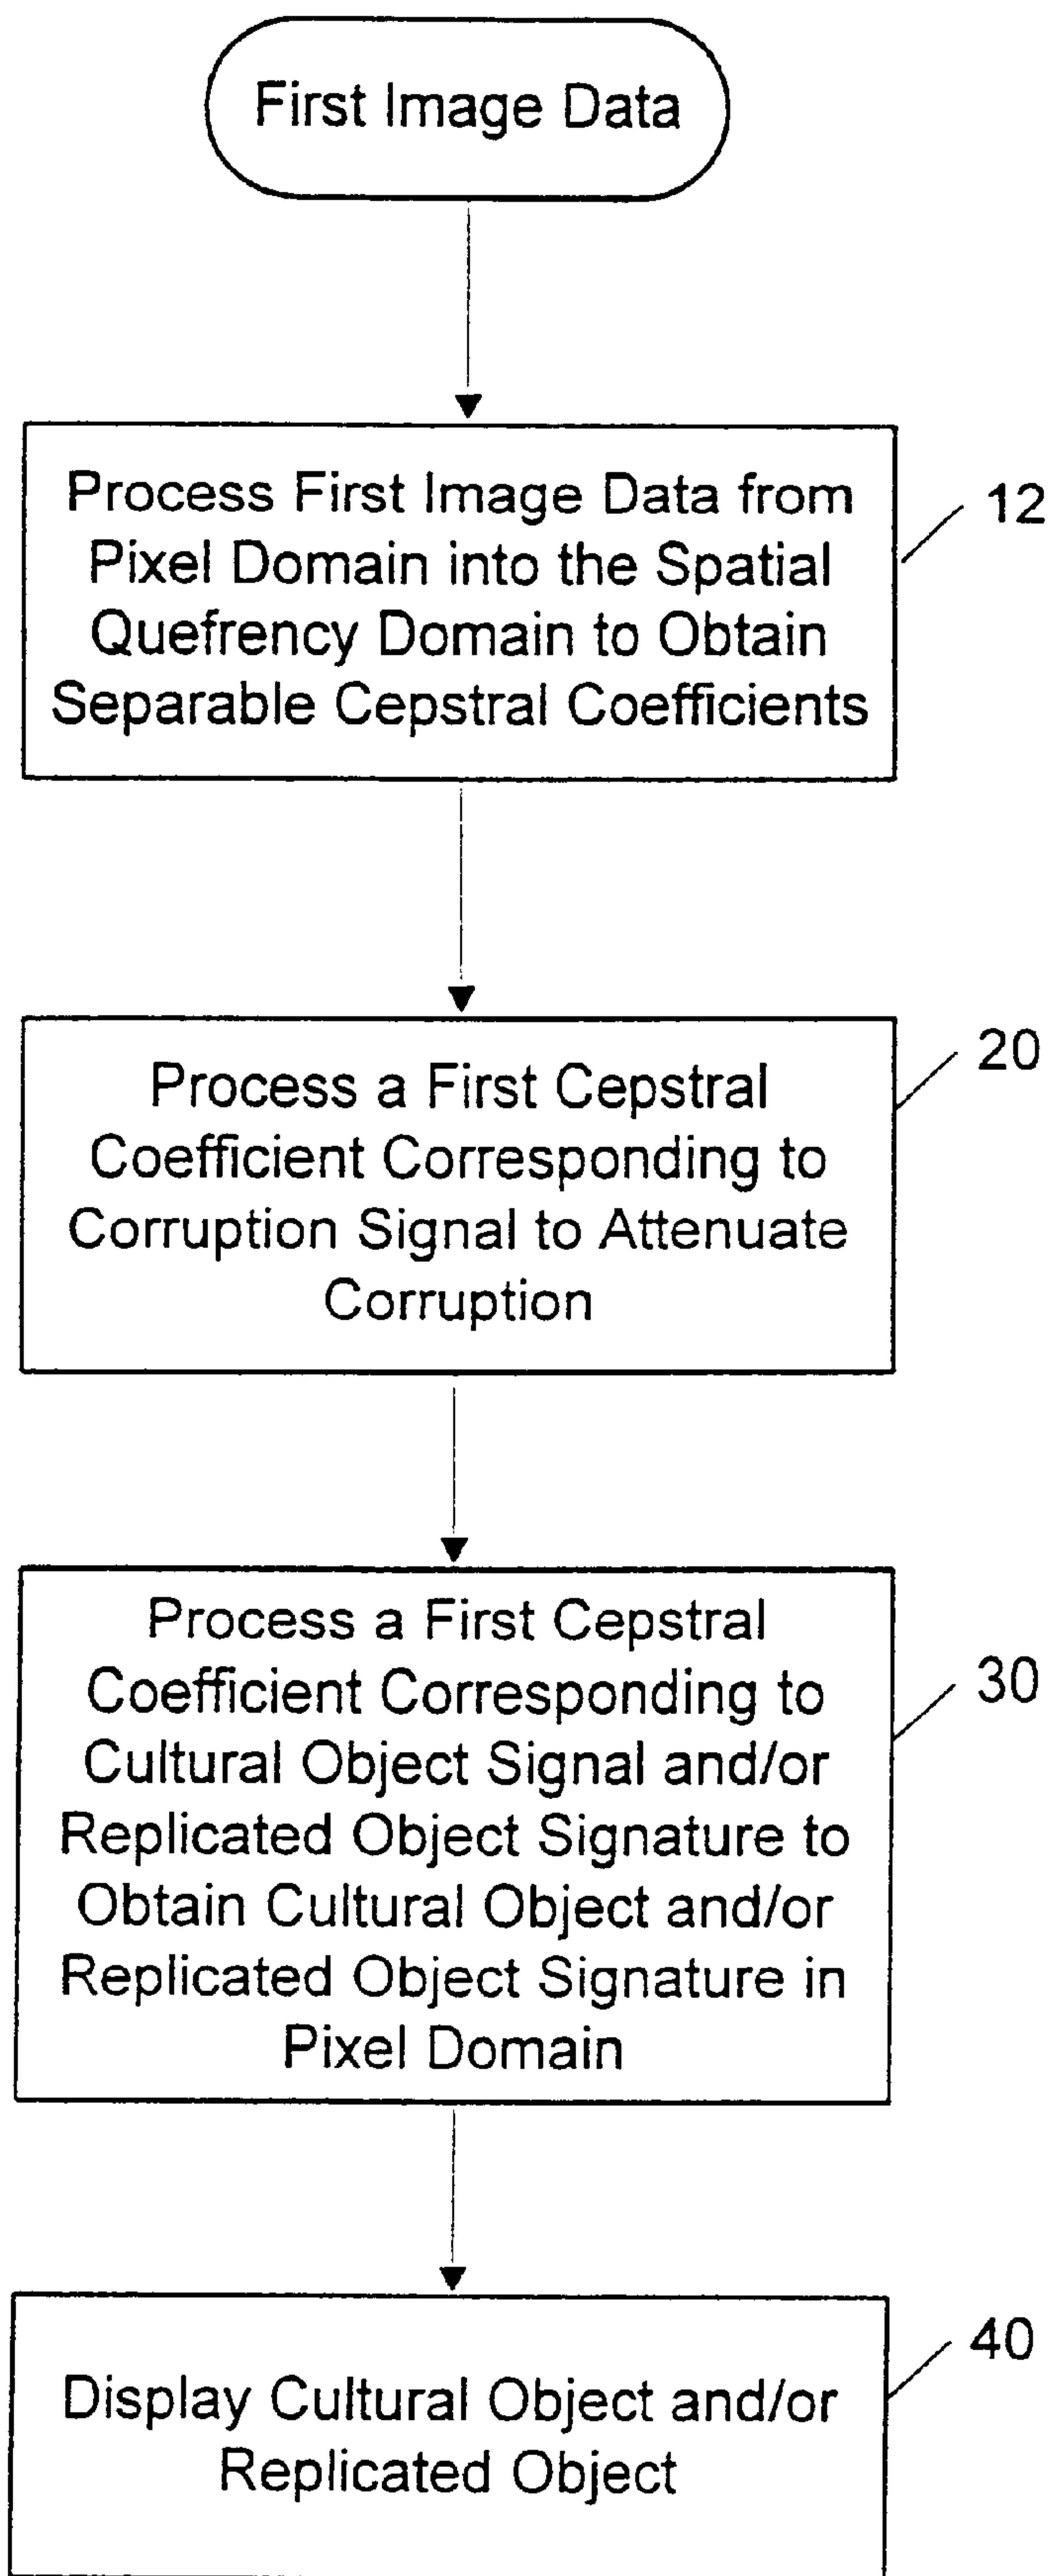 First Image Data
Process First Image Data from
Pixel Domain into the Spatial
Quefrency Domain to Obtain
Separable Cepstral Coefficients
12
Process a First Cepstral
Coefficient Corresponding to
Corruption Signal to Attenuate
Corruption
20
Process a First Cepstral
Coefficient Corresponding to
Cultural Object Signal and/or
Replicated Object Signature to
Obtain Cultural Object and/or
Replicated Object Signature in
Pixel Domain
30
Display Cultural Object and/or
Replicated Object
40